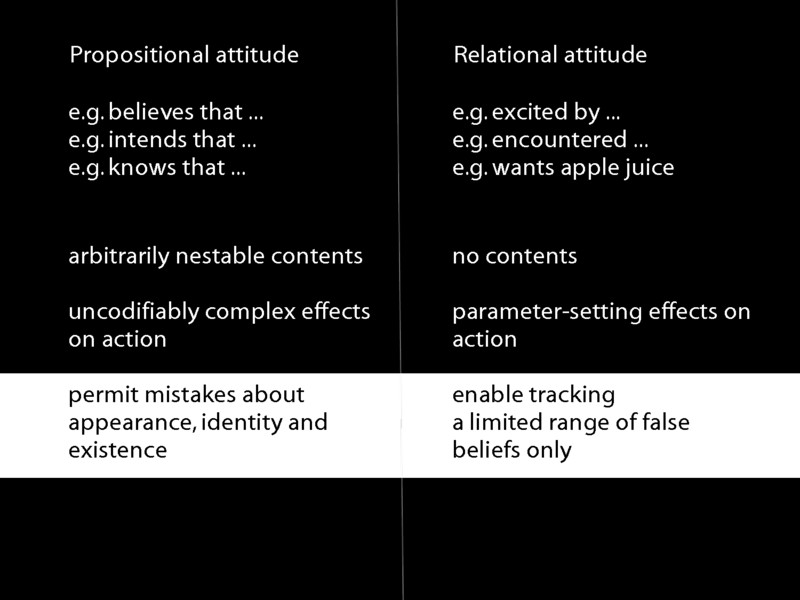 Propositional attitude
e.g. believes that ...
e.g. intends that ...
e.g. knows that ...
arbitrarily nestable contents
uncodifiably complex effects
on action
permit mistakes about
appearance, identity and
existence
Relational attitude
e.g. excited by ...
e.g. encountered ...
e.g. wants apple juice
no contents
parameter-setting effects on
action
enable tracking
a limited range of false
beliefs only